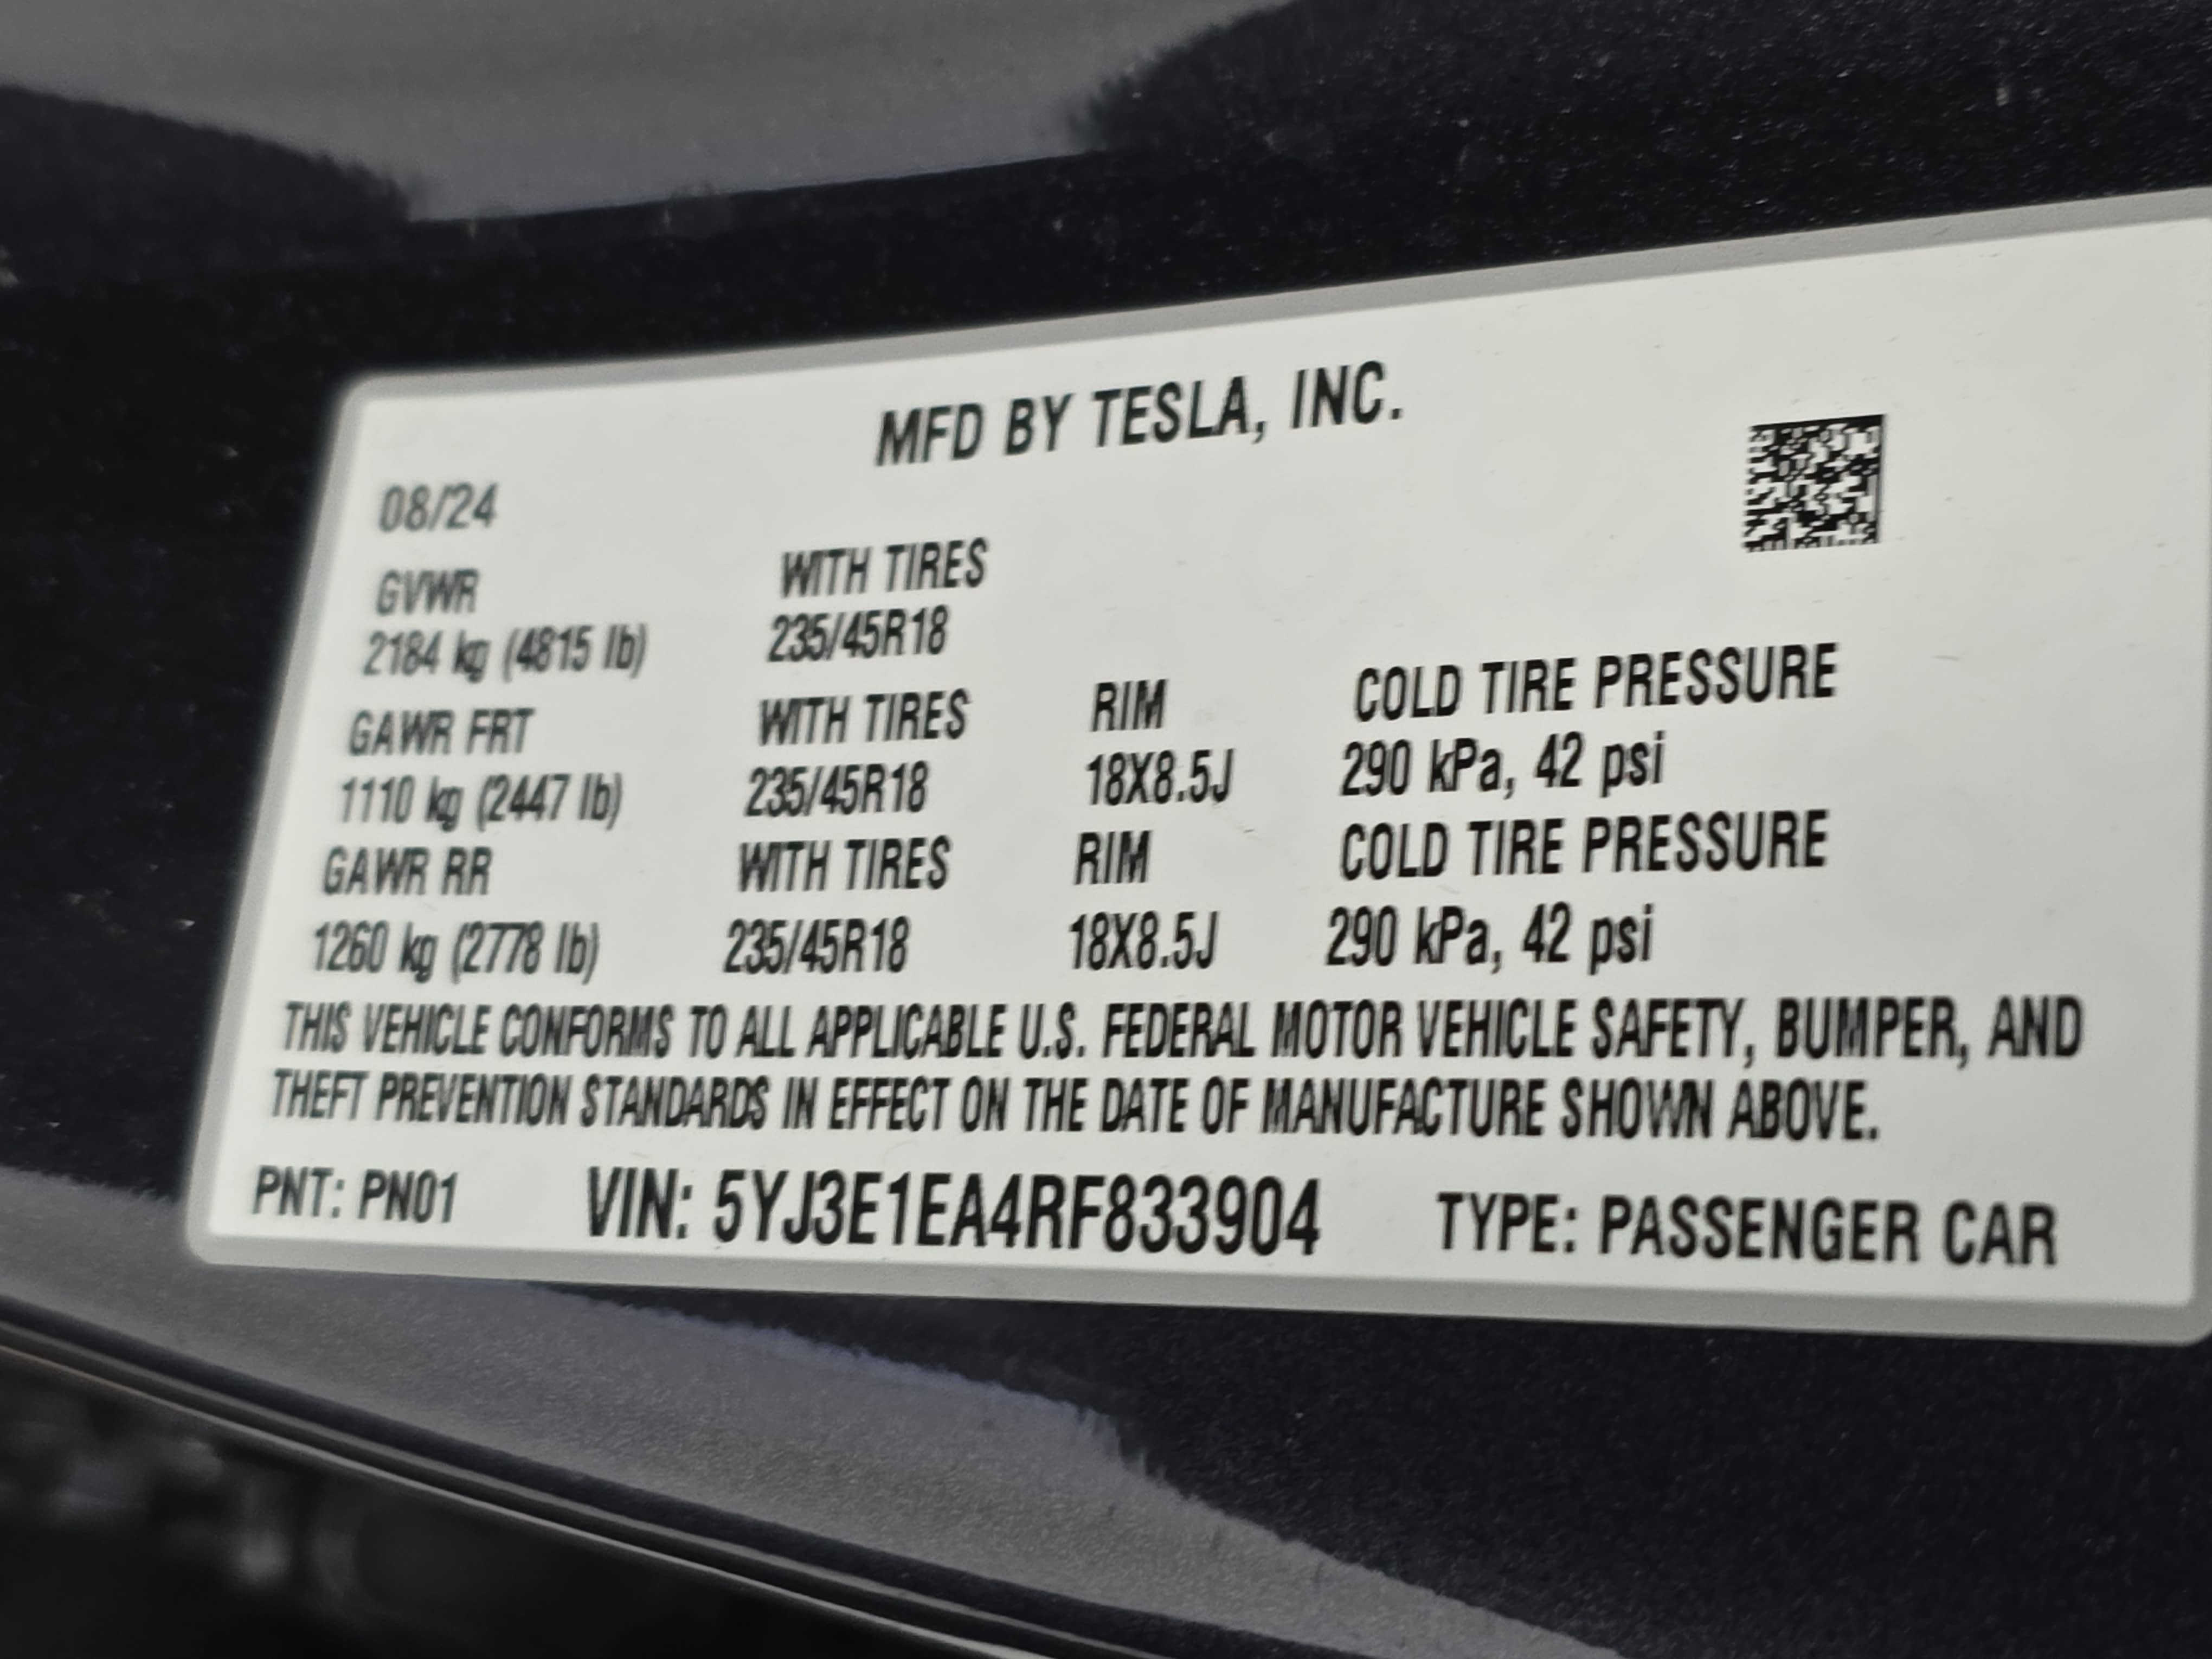 MFD BY TESLA, INC.
08/24
GVWR WITH TIRES
2184 kg (4815 lb) 235/45R18
GAWR FRT WITH TIRES RIM COLD TIRE PRESSURE
1110 kg (2447 lb) 235/45R18 18X8.5J 290 kPa, 42 psi
GAWR RR WITH TIRES RIM COLD TIRE PRESSURE
1260 kg (2778 lb) 235/45R18 18X8.5J 290 kPa, 42 psi
THIS VEHICLE CONFORMS TO ALL APPLICABLE U.S. FEDERAL MOTOR VEHICLE SAFETY, BUMPER, AND
THEFT PREVENTION STANDARDS IN EFFECT ON THE DATE OF MANUFACTURE SHOWN ABOVE.
PNT: PN01 VIN: 5YJ3E1EA4RF833904 TYPE: PASSENGER CAR